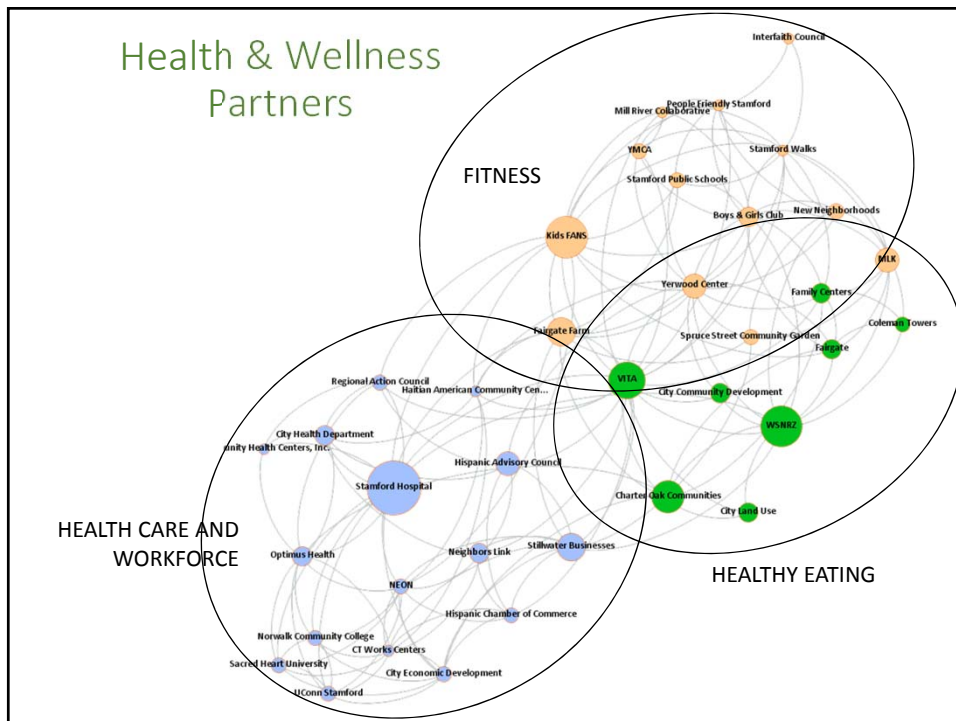 Health & Wellness
Partners
Interfaith Council
People Friendly Stamford
Mill River Collaborative
YMCA
Stamford Walks
FITNESS
Stamford Public Schools
Boys & Girls Club
New Neighborhoods
Kids FANS
MLK
Yerwood Center
Family Centers
Coleman Towers
Fairgate Farm
Spruce Street Community Garden
Fairgate
VITA
City Community Development
WSNRZ
Regional Action Council
Haitian American Community Cen...
City Health Department
unity Health Centers, Inc.
Hispanic Advisory Council
Stamford Hospital
Charter Oak Communities
City Land Use
HEALTH CARE AND
WORKFORCE
Optimus Health
Neighbors Link
Stillwater Businesses
HEALTHY EATING
NEON
Hispanic Chamber of Commerce
Norwalk Community College
CT Works Centers
Sacred Heart University
City Economic Development
UConn Stamford